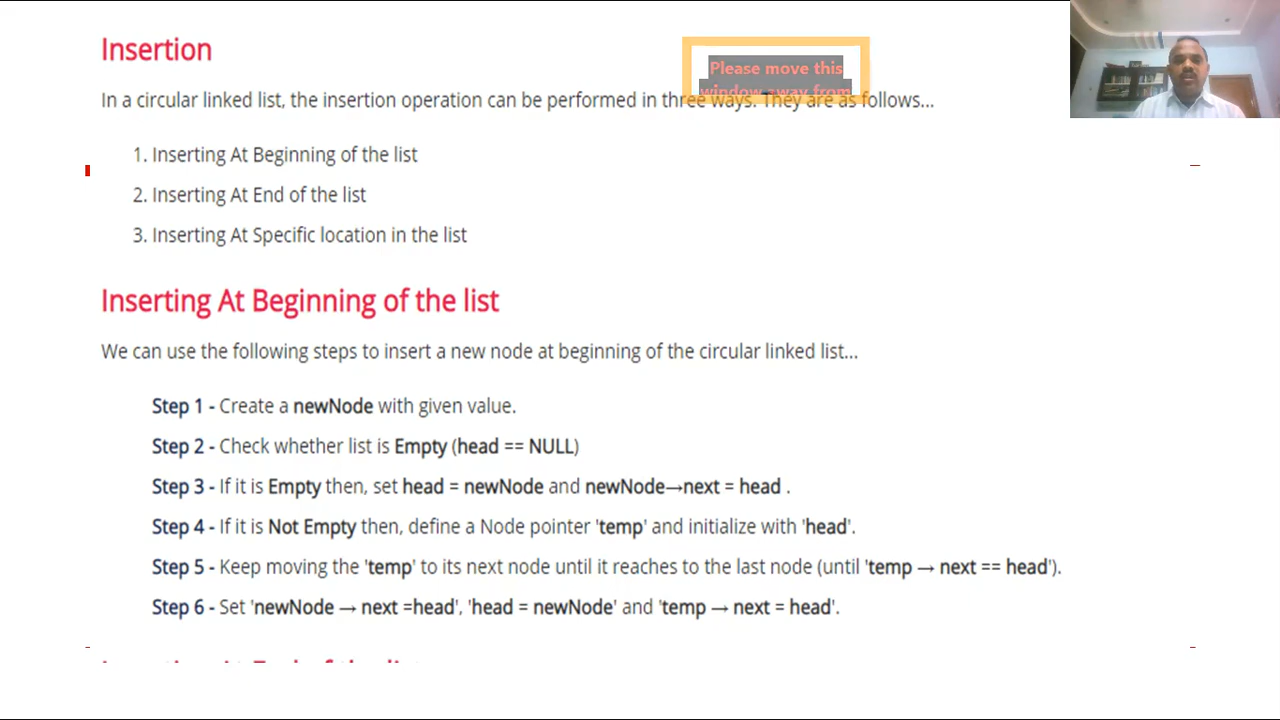 Insertion
Please move this
window away from
In a circular linked list, the insertion operation can be performed in three ways. They are as follows...
1. Inserting At Beginning of the list
2. Inserting At End of the list
3. Inserting At Specific location in the list
Inserting At Beginning of the list
We can use the following steps to insert a new node at beginning of the circular linked list...
Step 1 - Create a newNode with given value.
Step 2 - Check whether list is Empty (head == NULL)
Step 3 - If it is Empty then, set head = newNode and newNode→next = head .
Step 4 - If it is Not Empty then, define a Node pointer 'temp' and initialize with 'head'.
Step 5 - Keep moving the 'temp' to its next node until it reaches to the last node (until 'temp → next == head').
Step 6 - Set 'newNode → next =head', 'head = newNode' and 'temp → next = head'.